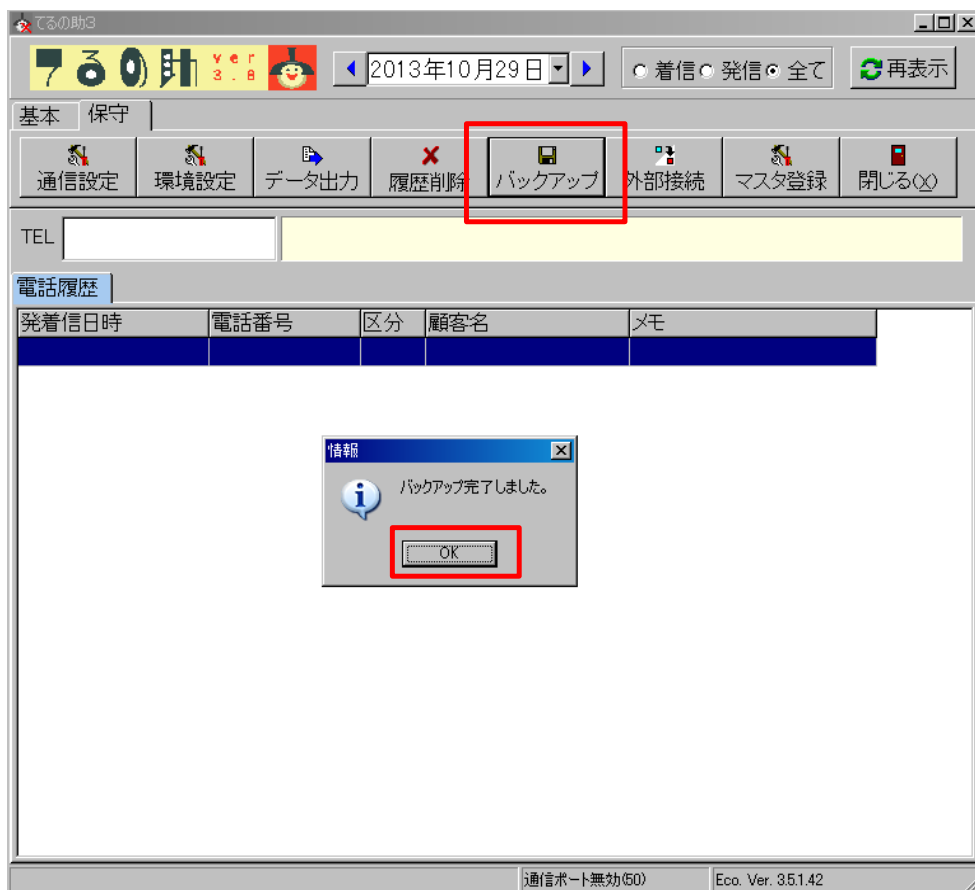 てるの助3
てるの助 ver 3.8
2013年10月29日
着信 発信 全て
再表示
基本 保守
通信設定 環境設定 データ出力 履歴削除 バックアップ 外部接続 マスタ登録 閉じる(X)
TEL
電話履歴
発着信日時 電話番号 区分 顧客名 メモ
情報
バックアップ完了しました。
OK
通信ポート無効(50) Eco. Ver. 3.5.1.42